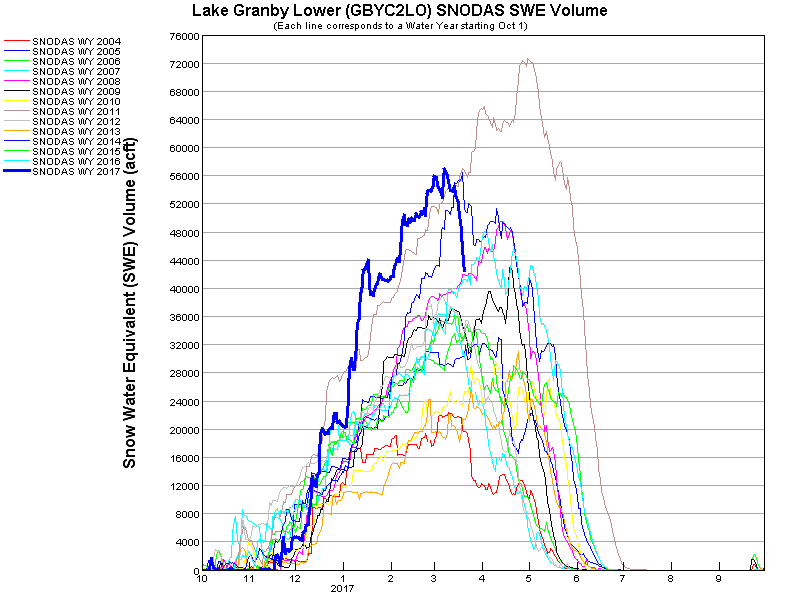 Lake Granby Lower (GBYC2LO) SNODAS SWE Volume
(Each line corresponds to a Water Year starting Oct 1)
SNODAS WY 2004
SNODAS WY 2005
SNODAS WY 2006
SNODAS WY 2007
SNODAS WY 2008
SNODAS WY 2009
SNODAS WY 2010
SNODAS WY 2011
SNODAS WY 2012
SNODAS WY 2013
SNODAS WY 2014
SNODAS WY 2015
SNODAS WY 2016
SNODAS WY 2017
Snow Water Equivalent (SWE) Volume (acft)
76000
72000
68000
64000
60000
56000
52000
48000
44000
40000
36000
32000
28000
24000
20000
16000
12000
8000
4000
0
10 11 12 1 2 3 4 5 6 7 8 9
2017